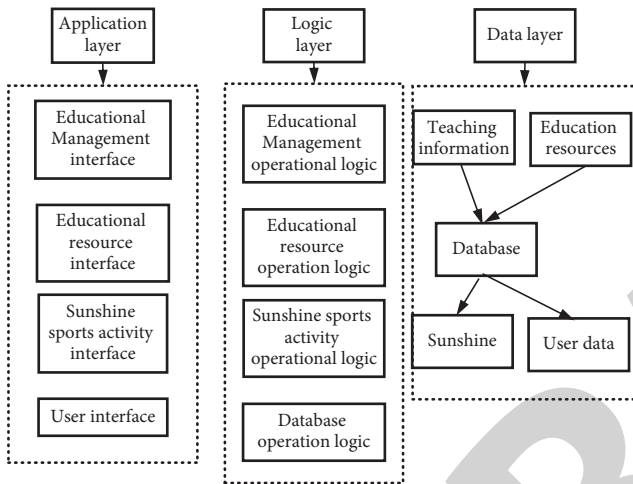 Application
layer
Educational
Management
interface
Educational
resource
interface
Sunshine
sports activity
interface
User interface
Logic
layer
Educational
Management
operational logic
Educational
resource
operation logic
Sunshine sports
activity
operational logic
Database
operation logic
Data layer
Teaching
information
Education
resources
Database
Sunshine
User data